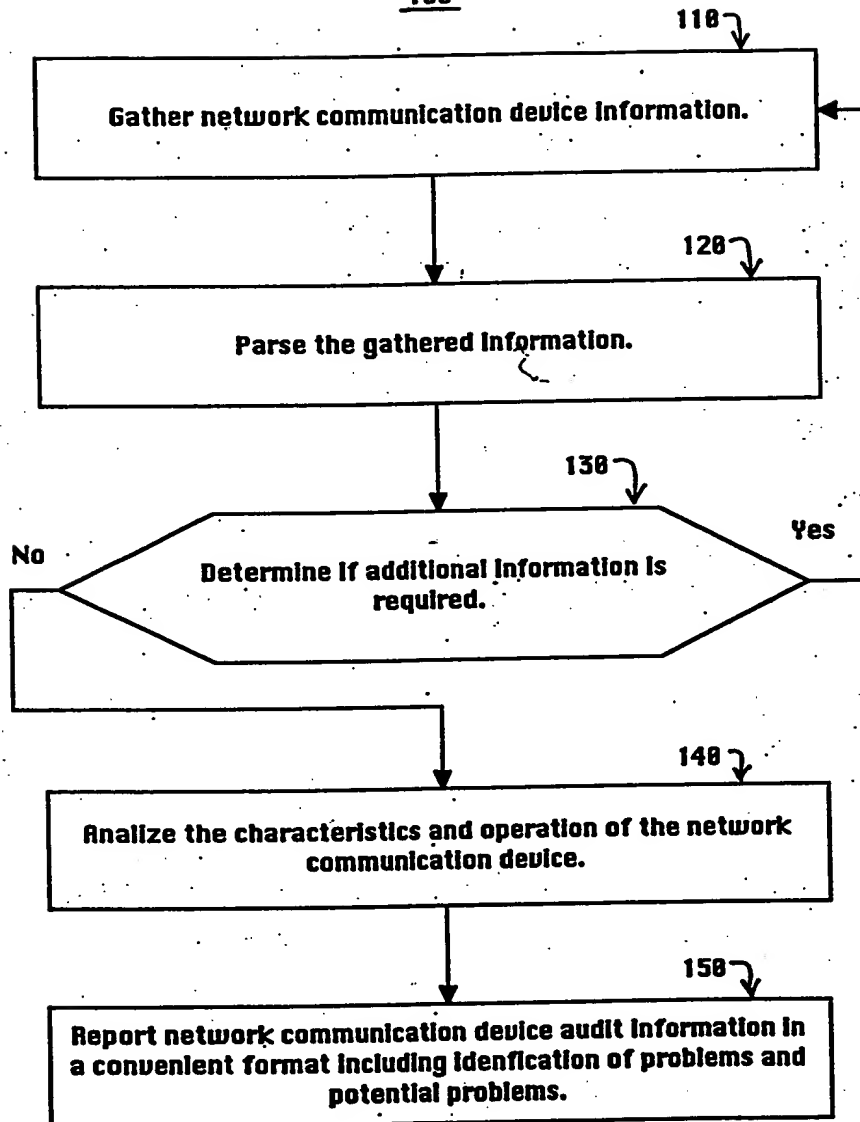 110
Gather network communication device information.
120
Parse the gathered information.
130
No
Yes
Determine if additional information is
required.
140
Analize the characteristics and operation of the network
communication device.
150
Report network communication device audit information in
a convenient format including idenfication of problems and
potential problems.